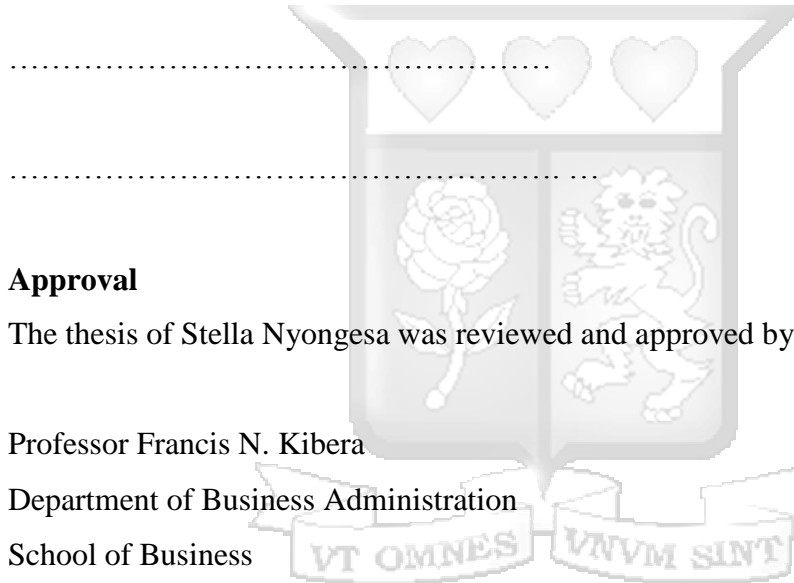 ……………………………………………
……………………………………………. …
Approval
The thesis of Stella Nyongesa was reviewed and approved by
Professor Francis N. Kibera
Department of Business Administration
School of Business
VT OMNES VNVM SINT